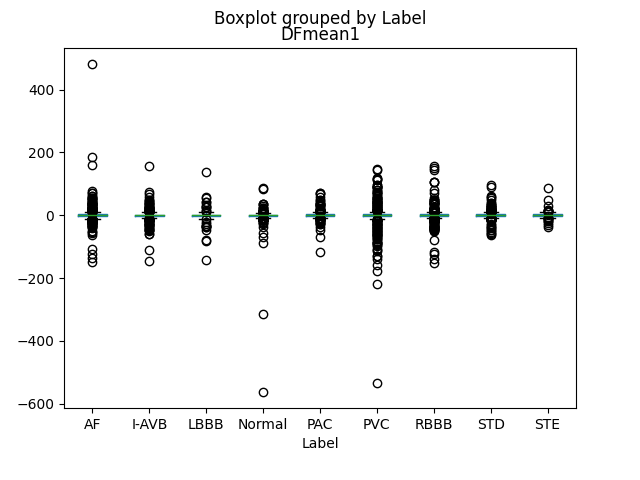 Boxplot grouped by Label
DFmean1
400
200
0
−200
−400
−600
AF I-AVB LBBB Normal PAC PVC RBBB STD STE
Label